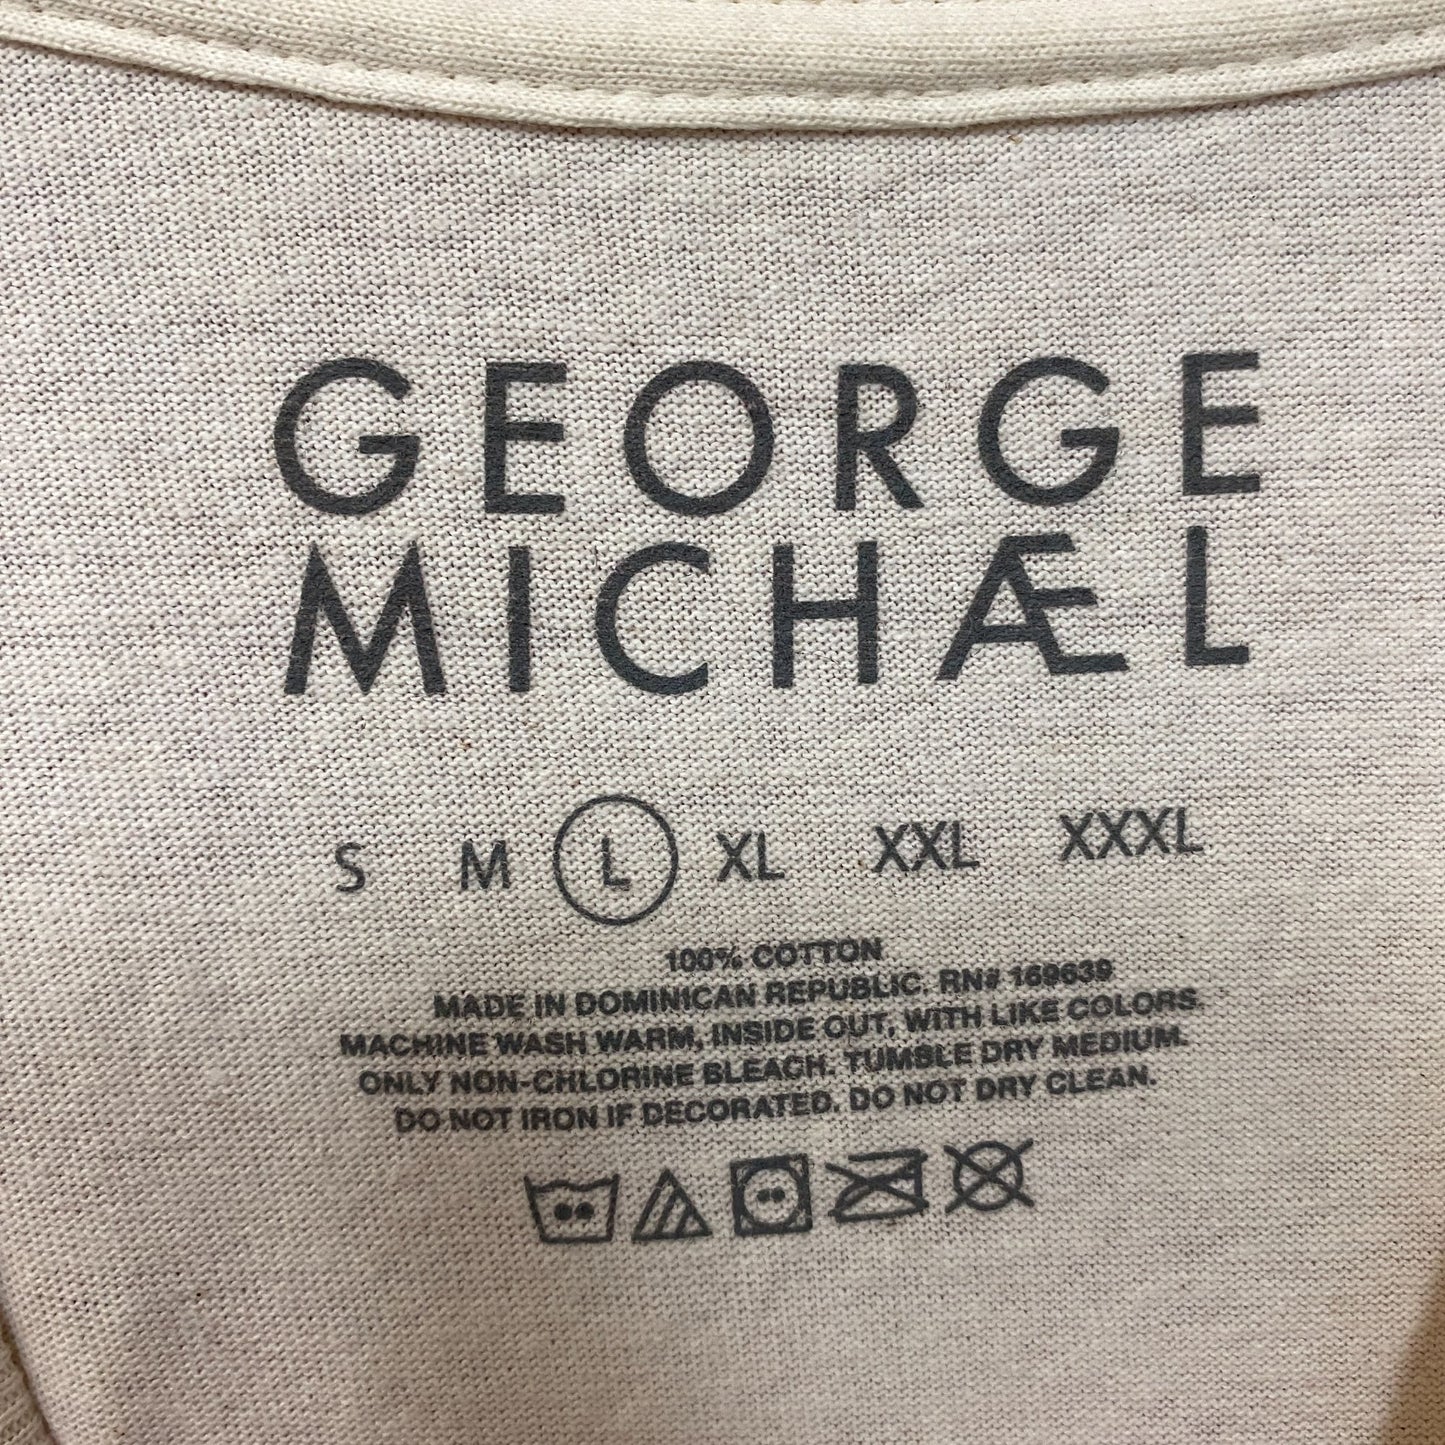 GEORGE
MICHÆL
S M L XL XXL XXXL
100% COTTON
MADE IN DOMINICAN REPUBLIC. RN# 169639
MACHINE WASH WARM, INSIDE OUT, WITH LIKE COLORS.
ONLY NON-CHLORINE BLEACH. TUMBLE DRY MEDIUM.
DO NOT IRON IF DECORATED. DO NOT DRY CLEAN.